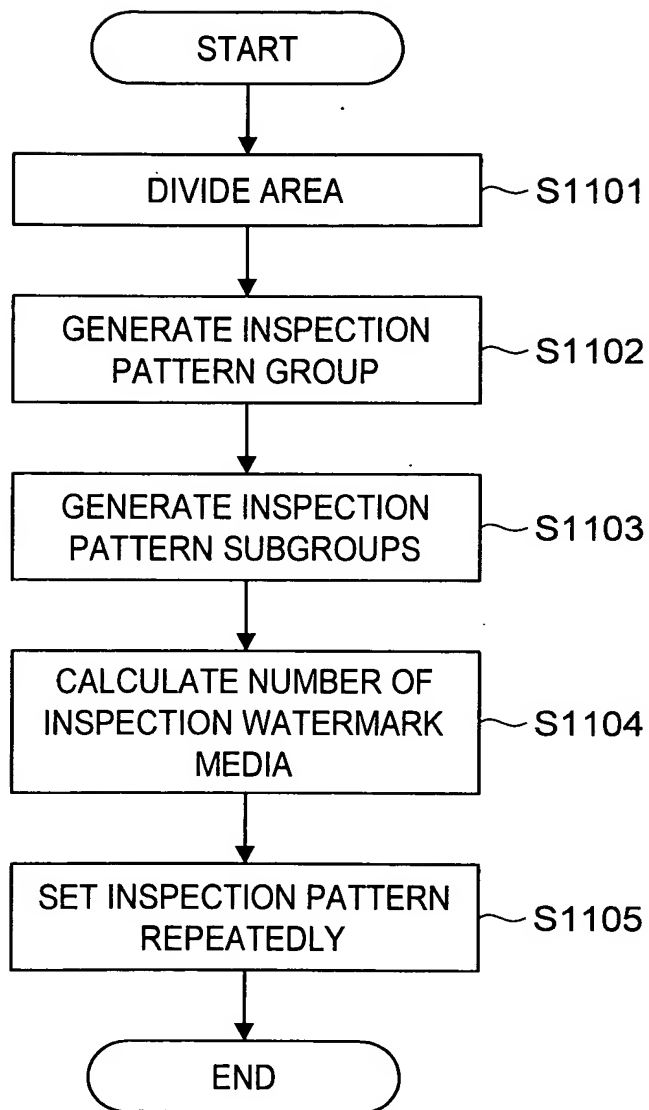 START
DIVIDE AREA
S1101
GENERATE INSPECTION
PATTERN GROUP
S1102
GENERATE INSPECTION
PATTERN SUBGROUPS
S1103
CALCULATE NUMBER OF
INSPECTION WATERMARK
MEDIA
S1104
SET INSPECTION PATTERN
REPEATEDLY
S1105
END